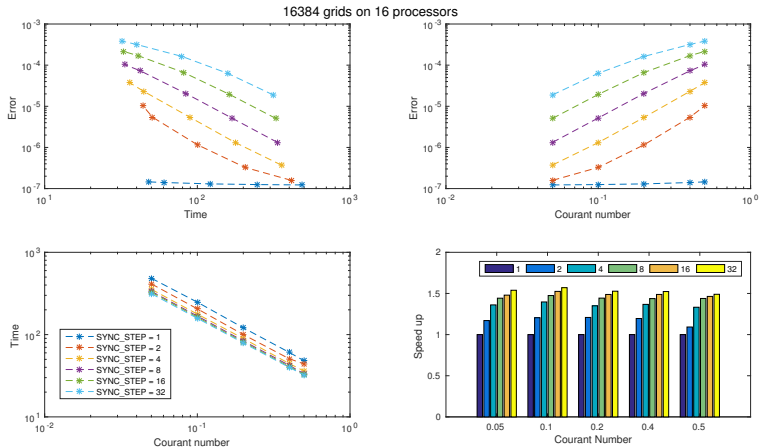 16384 grids on 16 processors
10^-3
10^-4
10^-5
10^-6
10^-7
Error
10^1
10^2
10^3
Time
10^-3
10^-4
10^-5
10^-6
10^-7
Error
10^-2
10^-1
10^0
Courant number
10^3
10^2
10^1
Time
SYNC_STEP = 1
SYNC_STEP = 2
SYNC_STEP = 4
SYNC_STEP = 8
SYNC_STEP = 16
SYNC_STEP = 32
10^-2
10^-1
10^0
Courant number
2
1.5
1
0.5
0
Speed up
1 2 4 8 16 32
0.05 0.1 0.2 0.4 0.5
Courant Number